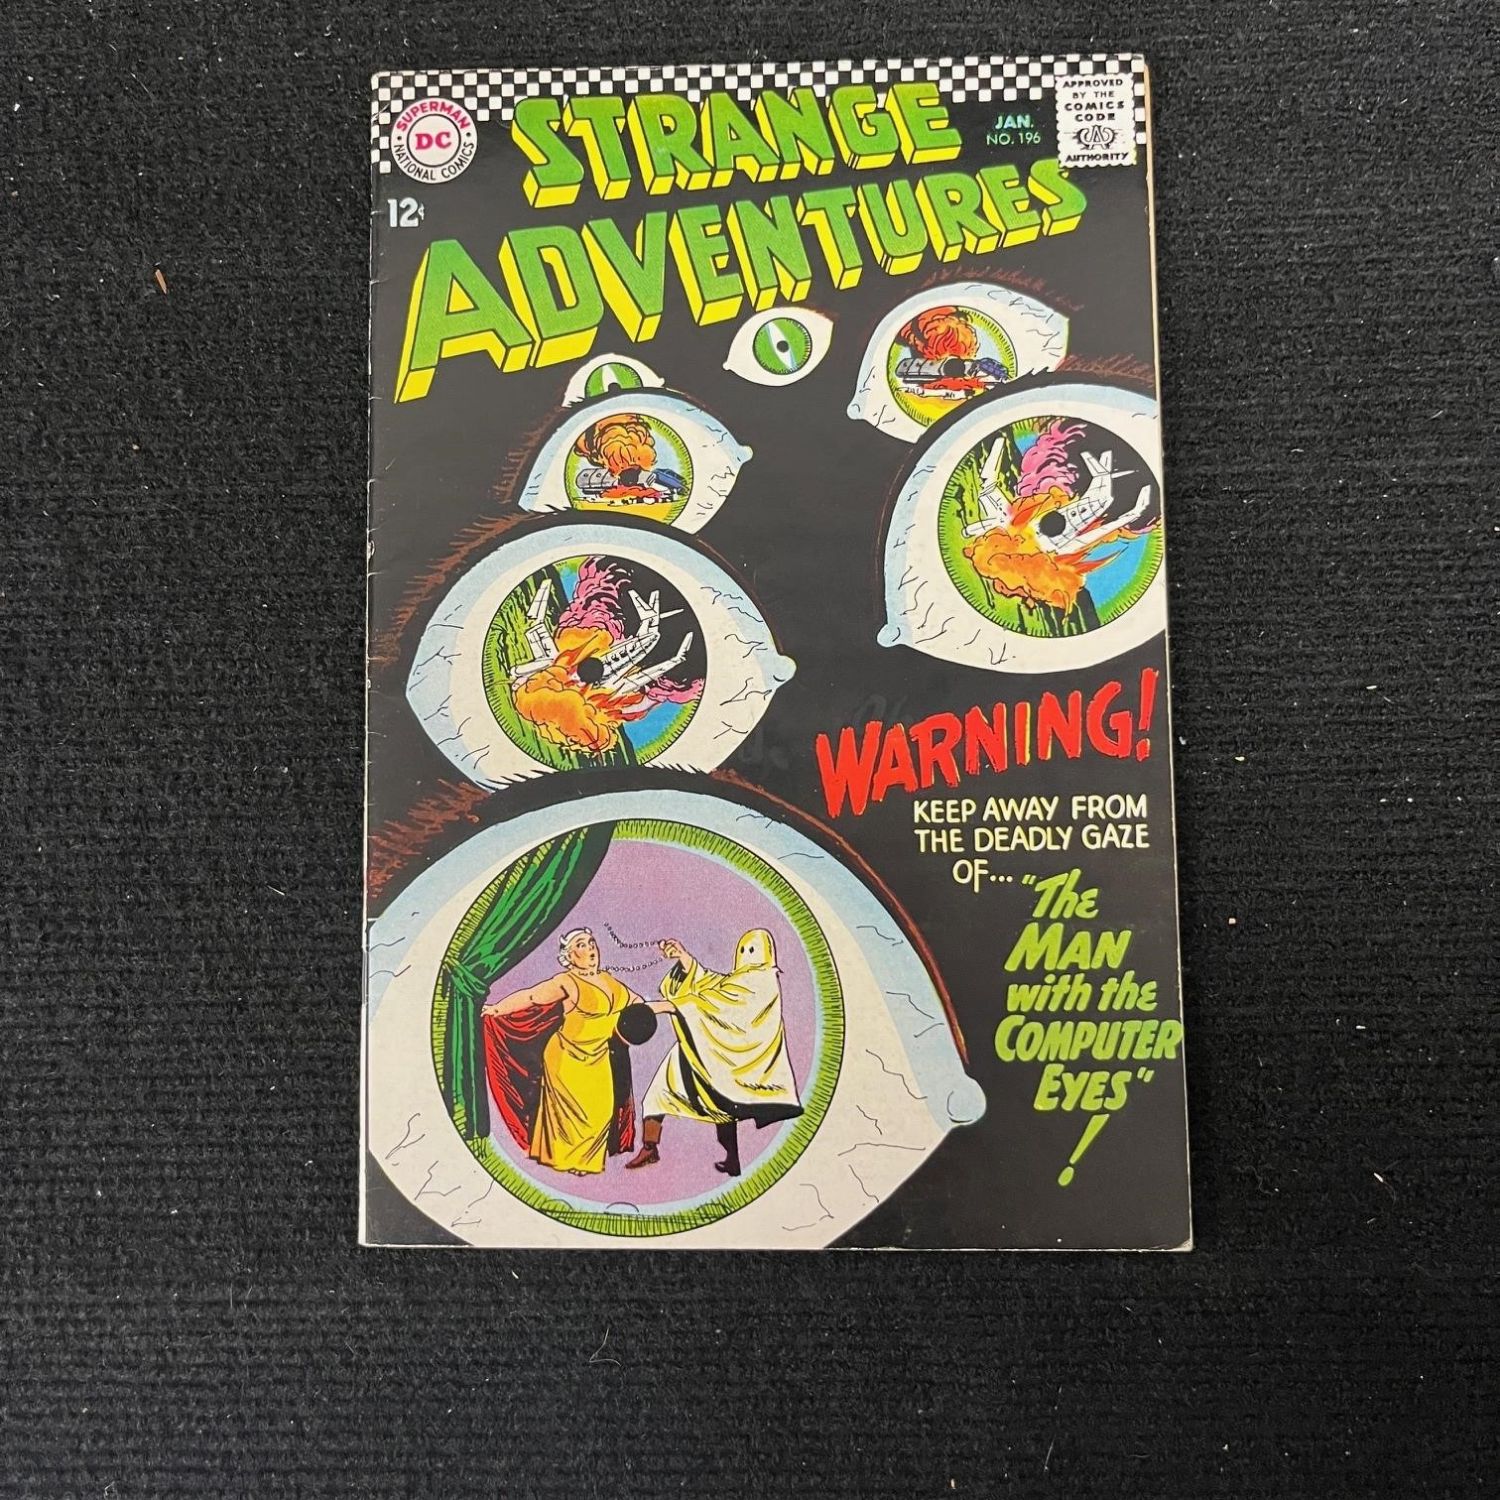 SUPERMAN
DC
NATIONAL COMICS
STRANGE
ADVENTURES
JAN.
NO. 196
APPROVED
BY THE
COMICS
CODE
AUTHORITY
12¢
WARNING!
KEEP AWAY FROM
THE DEADLY GAZE
OF... "The
MAN
with the
COMPUTER
EYES"
!